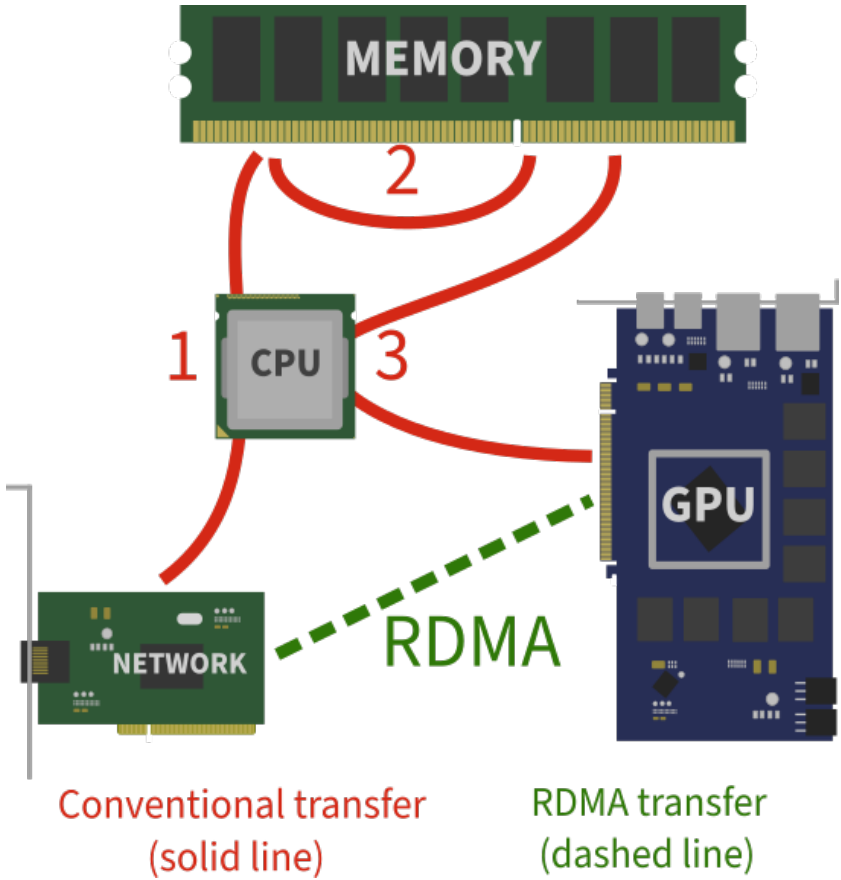 MEMORY
2
1
CPU
3
GPU
RDMA
NETWORK
Conventional transfer
(solid line)
RDMA transfer
(dashed line)